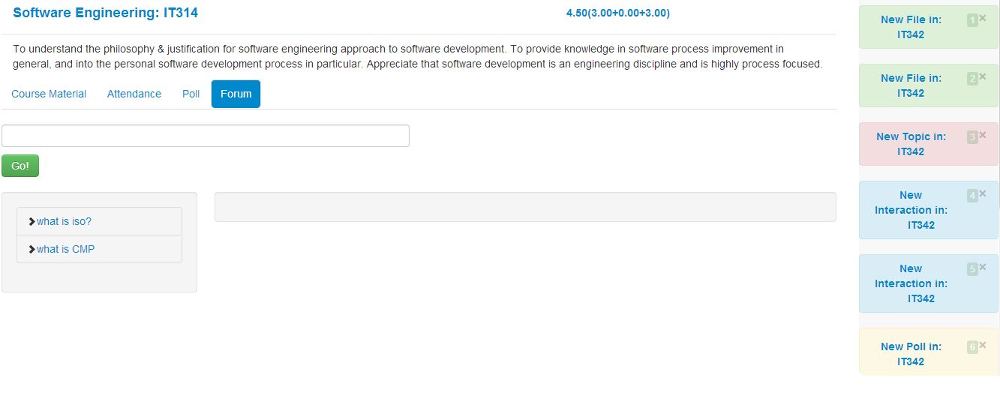 Software Engineering: IT314
4.50(3.00+0.00+3.00)
To understand the philosophy & justification for software engineering approach to software development. To provide knowledge in software process improvement in
general, and into the personal software development process in particular. Appreciate that software development is an engineering discipline and is highly process focused.
Course Material Attendance Poll Forum
Go!
what is iso?
what is CMP
New File in: 1 ×
IT342
New File in: 2 ×
IT342
New Topic in: 3 ×
IT342
New 4 ×
Interaction in:
IT342
New 5 ×
Interaction in:
IT342
New Poll in: 6 ×
IT342